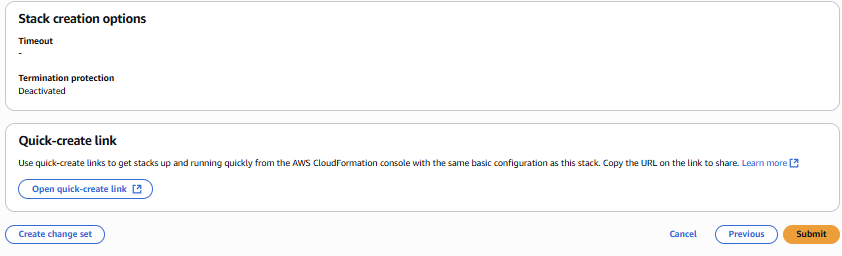 Stack creation options
Timeout
-
Termination protection
Deactivated
Quick-create link
Use quick-create links to get stacks up and running quickly from the AWS CloudFormation console with the same basic configuration as this stack. Copy the URL on the link to share. Learn more
Open quick-create link
Create change set
Cancel
Previous
Submit